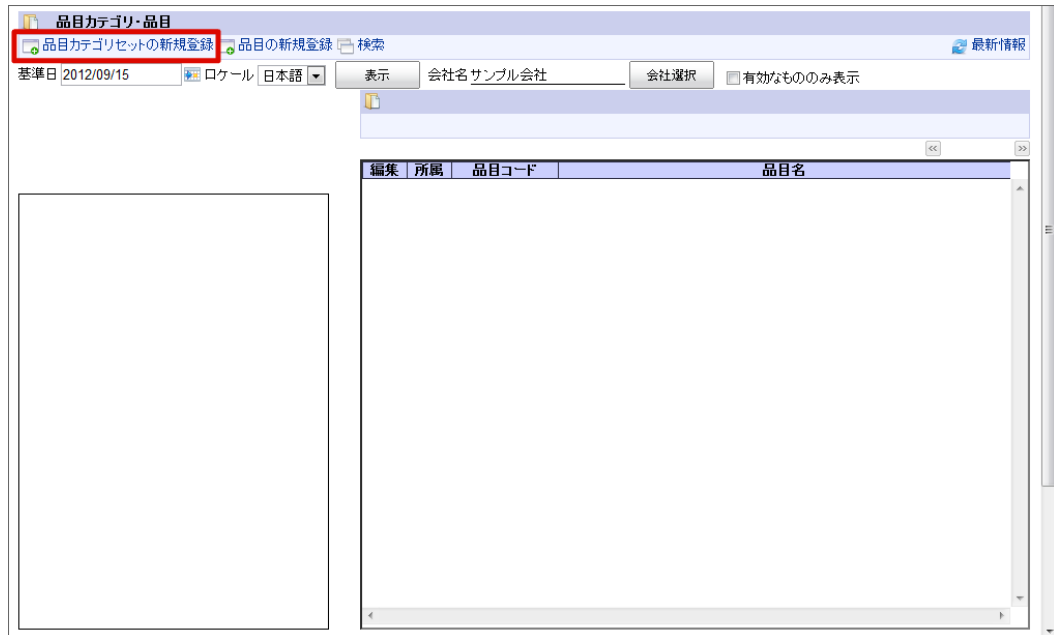 品目カテゴリ・品目
品目カテゴリセットの新規登録 品目の新規登録 検索 最新情報
基準日 2012/09/15 ロケール 日本語 表示 会社名 サンプル会社 会社選択 有効なもののみ表示
<< >>
編集 所属 品目コード 品目名